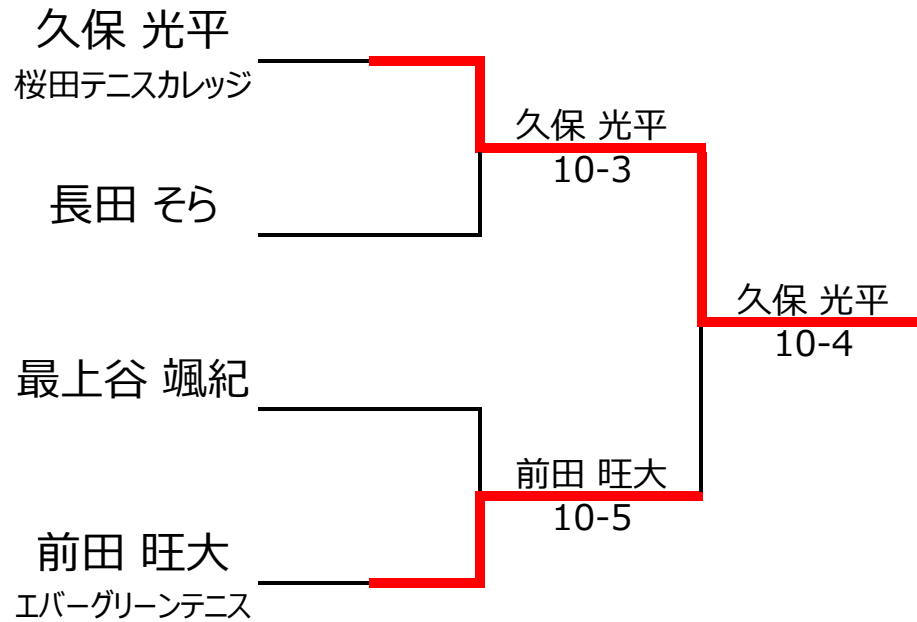 久保 光平
桜田テニスカレッジ
久保 光平
10-3
長田 そら
久保 光平
10-4
最上谷 颯紀
前田 旺大
10-5
前田 旺大
エバーグリーンテニス